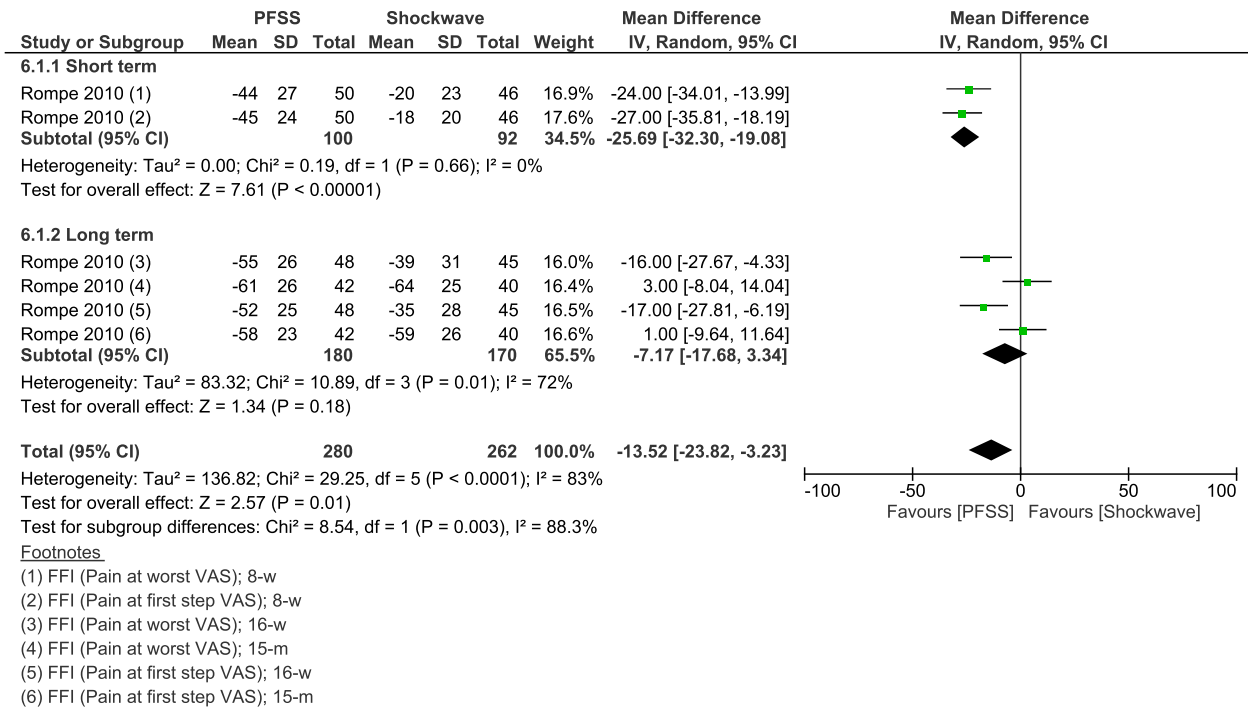 PFSS Shockwave Mean Difference Mean Difference
Study or Subgroup Mean SD Total Mean SD Total Weight IV, Random, 95% CI IV, Random, 95% CI
6.1.1 Short term
Rompe 2010 (1) -44 27 50 -20 23 46 16.9% -24.00 [-34.01, -13.99]
Rompe 2010 (2) -45 24 50 -18 20 46 17.6% -27.00 [-35.81, -18.19]
Subtotal (95% CI) 100 92 34.5% -25.69 [-32.30, -19.08]
Heterogeneity: Tau² = 0.00; Chi² = 0.19, df = 1 (P = 0.66); I² = 0%
Test for overall effect: Z = 7.61 (P < 0.00001)
6.1.2 Long term
Rompe 2010 (3) -55 26 48 -39 31 45 16.0% -16.00 [-27.67, -4.33]
Rompe 2010 (4) -61 26 42 -64 25 40 16.4% 3.00 [-8.04, 14.04]
Rompe 2010 (5) -52 25 48 -35 28 45 16.5% -17.00 [-27.81, -6.19]
Rompe 2010 (6) -58 23 42 -59 26 40 16.6% 1.00 [-9.64, 11.64]
Subtotal (95% CI) 180 170 65.5% -7.17 [-17.68, 3.34]
Heterogeneity: Tau² = 83.32; Chi² = 10.89, df = 3 (P = 0.01); I² = 72%
Test for overall effect: Z = 1.34 (P = 0.18)
Total (95% CI) 280 262 100.0% -13.52 [-23.82, -3.23]
Heterogeneity: Tau² = 136.82; Chi² = 29.25, df = 5 (P < 0.0001); I² = 83%
Test for overall effect: Z = 2.57 (P = 0.01)
Test for subgroup differences: Chi² = 8.54, df = 1 (P = 0.003), I² = 88.3%
-100 -50 0 50 100
Favours [PFSS] Favours [Shockwave]
Footnotes
(1) FFI (Pain at worst VAS); 8-w
(2) FFI (Pain at first step VAS); 8-w
(3) FFI (Pain at worst VAS); 16-w
(4) FFI (Pain at worst VAS); 15-m
(5) FFI (Pain at first step VAS); 16-w
(6) FFI (Pain at first step VAS); 15-m